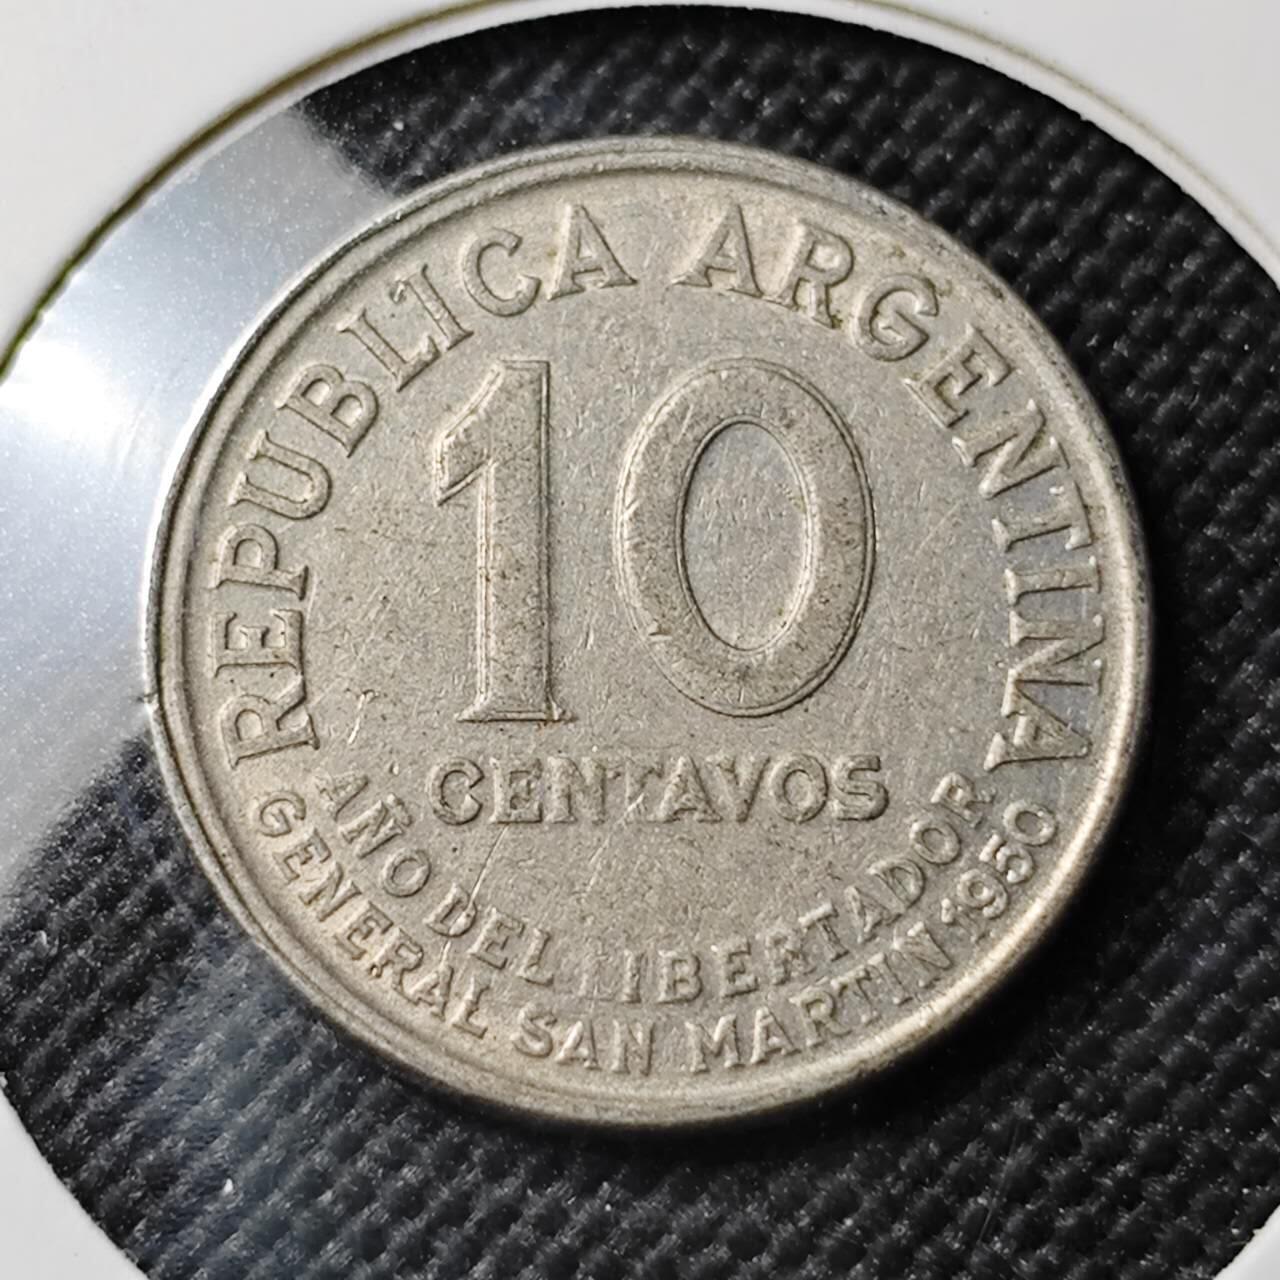 REPUBLICA ARGENTINA
10
CENTAVOS
AÑO DEL LIBERTADOR
GENERAL SAN MARTIN 1950